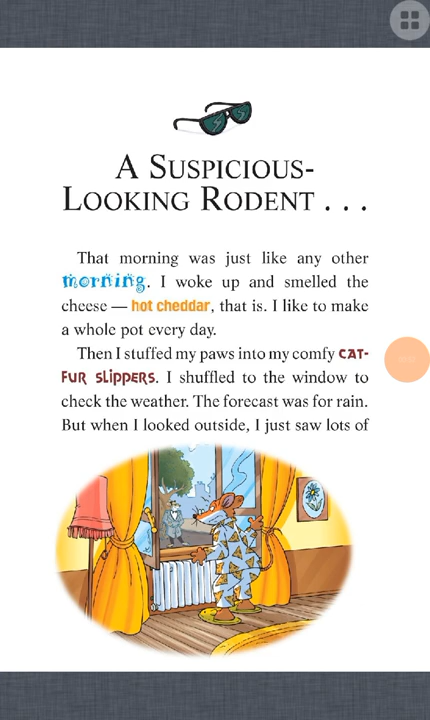 A Suspicious-
Looking Rodent . . .
That morning was just like any other
morning. I woke up and smelled the
cheese — hot cheddar, that is. I like to make
a whole pot every day.
Then I stuffed my paws into my comfy CAT-
FUR SLIPPERS. I shuffled to the window to
check the weather. The forecast was for rain.
But when I looked outside, I just saw lots of